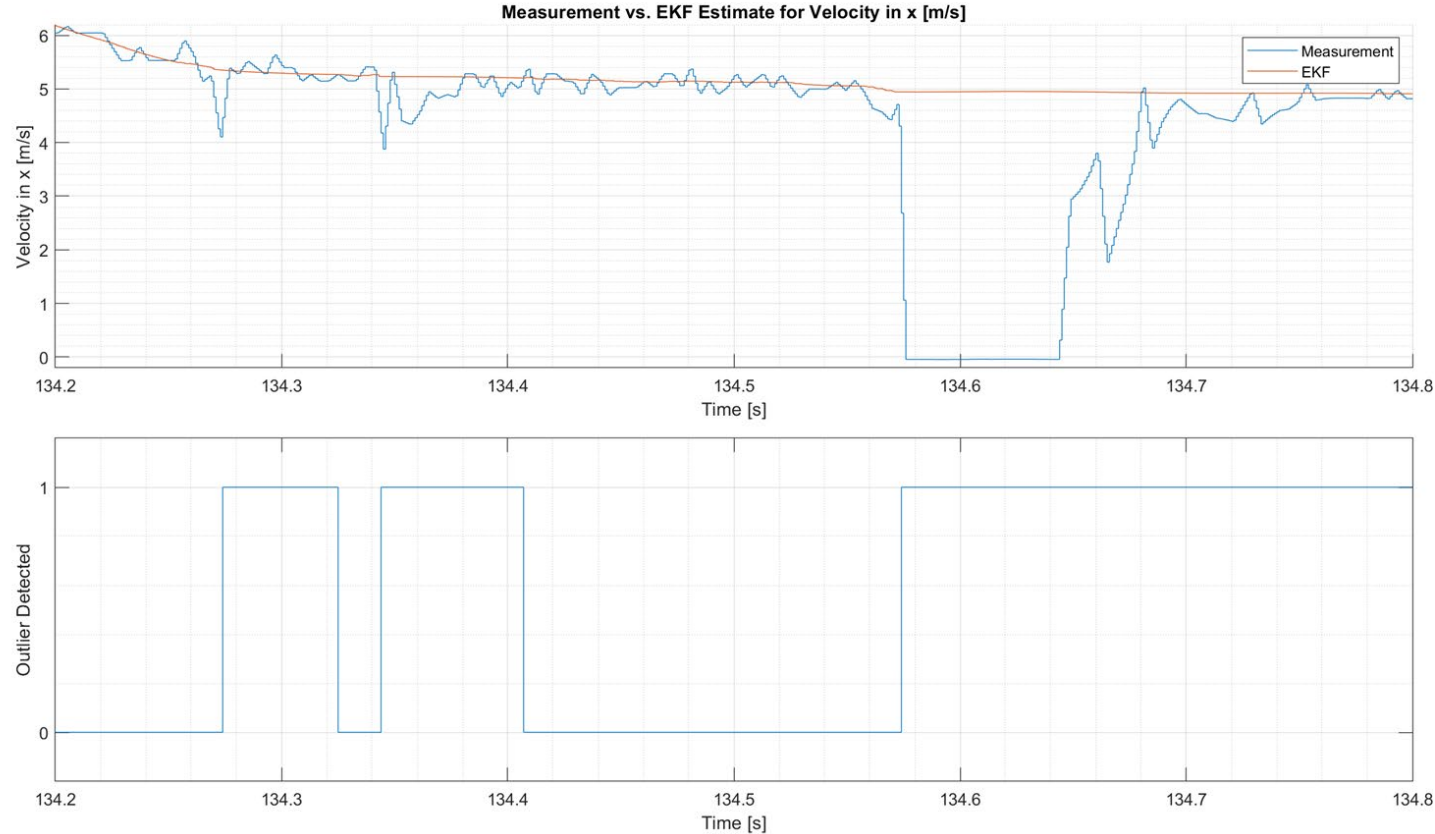 Measurement vs. EKF Estimate for Velocity in x [m/s]
Measurement
EKF
Velocity in x [m/s]
6
5
4
3
2
1
0
134.2 134.3 134.4 134.5 134.6 134.7 134.8
Time [s]
Outlier Detected
1
0
134.2 134.3 134.4 134.5 134.6 134.7 134.8
Time [s]